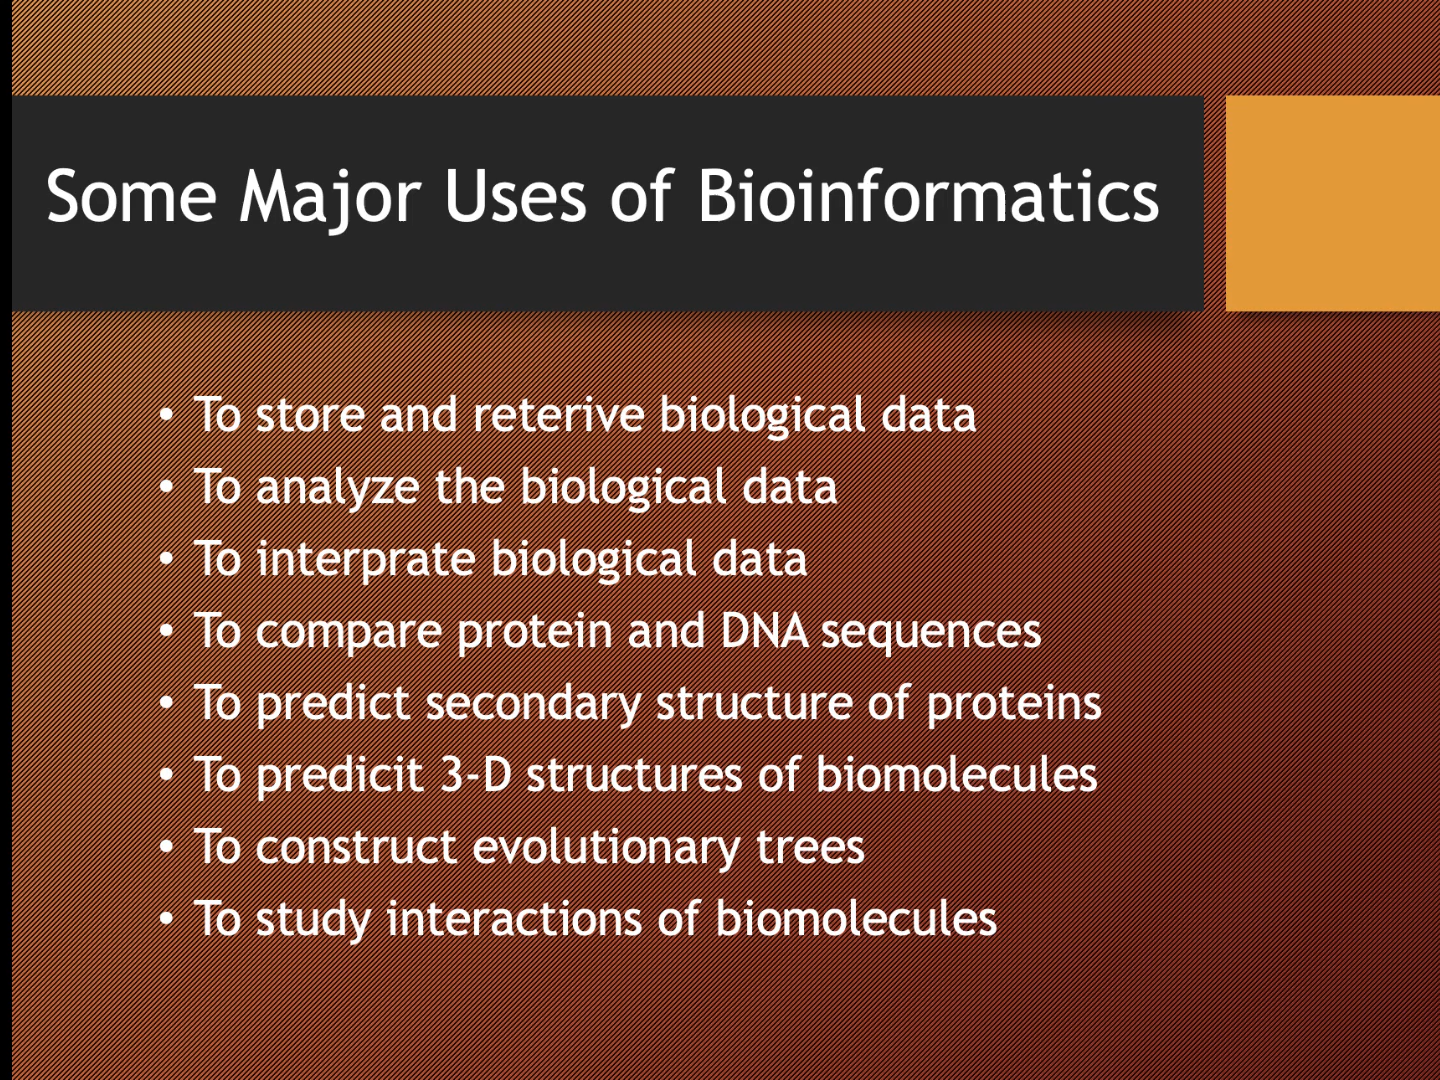 Some Major Uses of Bioinformatics
• To store and reterive biological data
• To analyze the biological data
• To interprate biological data
• To compare protein and DNA sequences
• To predict secondary structure of proteins
• To predicit 3-D structures of biomolecules
• To construct evolutionary trees
• To study interactions of biomolecules